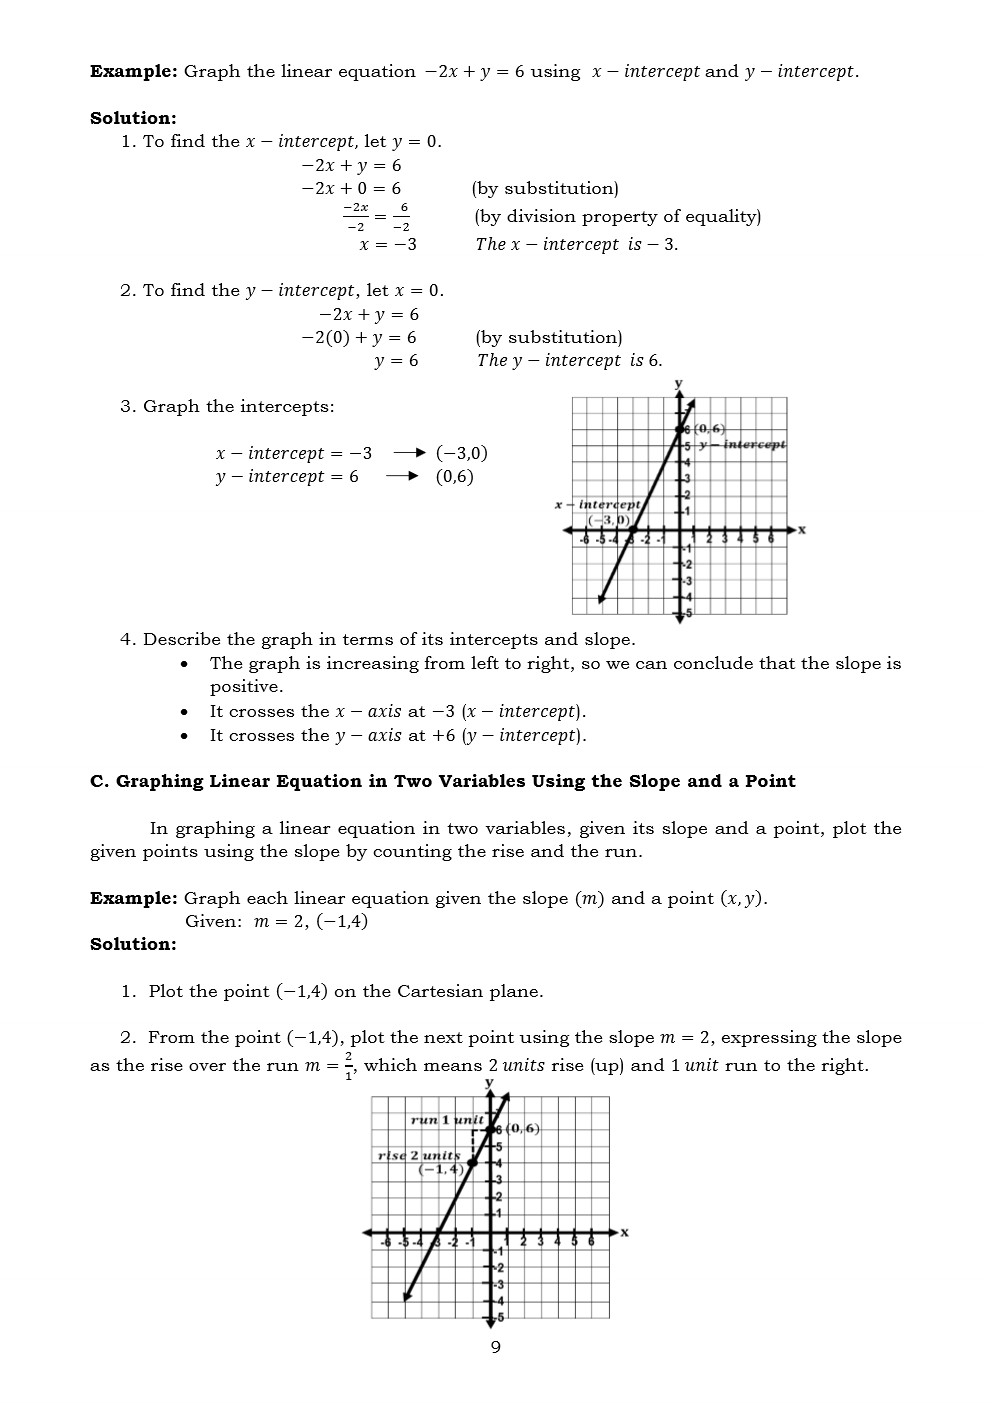 Example: Graph the linear equation −2x + y = 6 using x − intercept and y − intercept.
Solution:
1. To find the x − intercept, let y = 0.
−2x + y = 6
−2x + 0 = 6 (by substitution)
−2x/−2 = 6/−2 (by division property of equality)
x = −3 The x − intercept is − 3.
2. To find the y − intercept, let x = 0.
−2x + y = 6
−2(0) + y = 6 (by substitution)
y = 6 The y − intercept is 6.
3. Graph the intercepts:
x − intercept = −3 ⟶ (−3,0)
y − intercept = 6 ⟶ (0,6)
y
6 (0,6)
5 y − intercept
4
3
2
x − intercept
1
(−3,0)
x
-6 -5 -4 -3 -2 -1 1 2 3 4 5 6
-1
-2
-3
-4
-5
4. Describe the graph in terms of its intercepts and slope.
• The graph is increasing from left to right, so we can conclude that the slope is
positive.
• It crosses the x − axis at −3 (x − intercept).
• It crosses the y − axis at +6 (y − intercept).
C. Graphing Linear Equation in Two Variables Using the Slope and a Point
In graphing a linear equation in two variables, given its slope and a point, plot the
given points using the slope by counting the rise and the run.
Example: Graph each linear equation given the slope (m) and a point (x, y).
Given: m = 2, (−1,4)
Solution:
1. Plot the point (−1,4) on the Cartesian plane.
2. From the point (−1,4), plot the next point using the slope m = 2, expressing the slope
as the rise over the run m = 2/1, which means 2 units rise (up) and 1 unit run to the right.
y
run 1 unit
6 (0,6)
5
rise 2 units
4
(−1,4)
3
2
1
x
-6 -5 -4 -3 -2 -1 1 2 3 4 5 6
-1
-2
-3
-4
-5
9